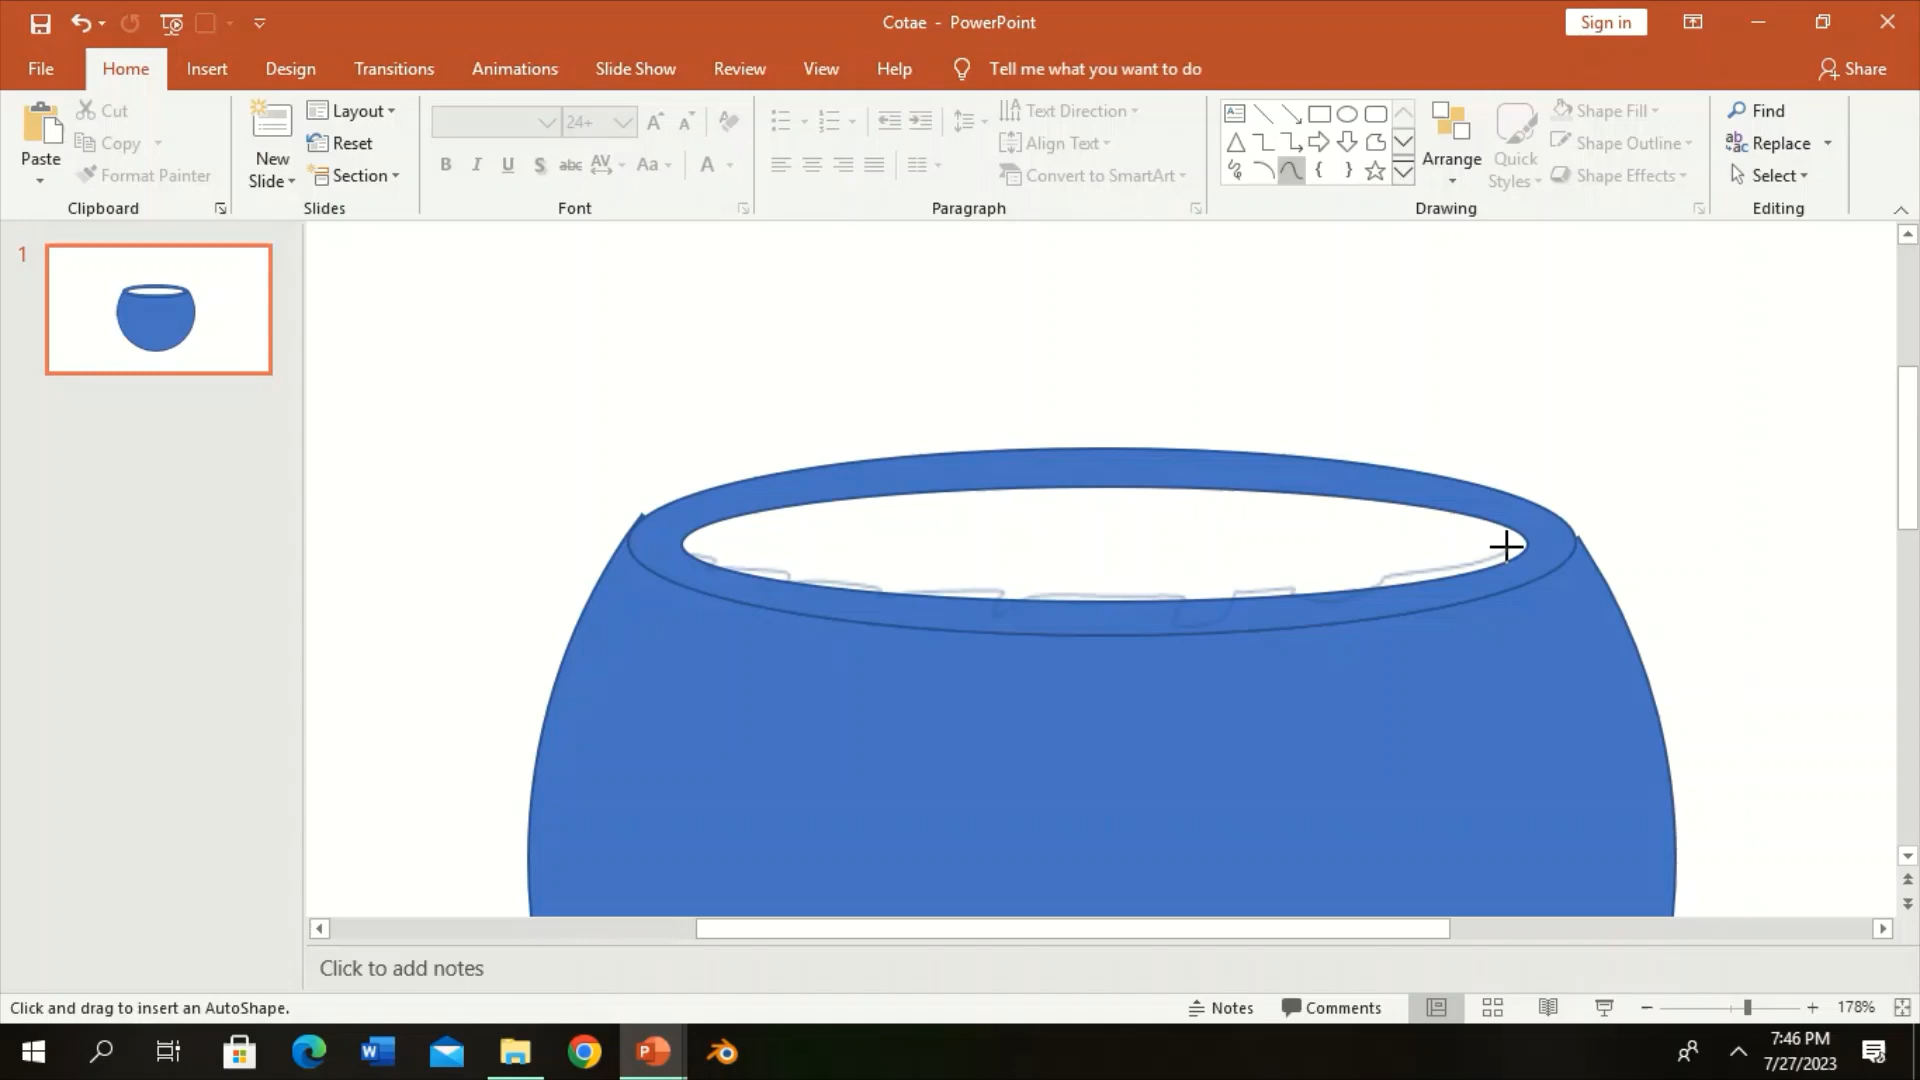 Cotae - PowerPoint
Sign in
File Home Insert Design Transitions Animations Slide Show Review View Help Tell me what you want to do Share
Paste
Cut
Copy
Format Painter
Clipboard
New Slide
Layout
Reset
Section
Slides
24+
B I U S abc AV Aa A
Font
Text Direction
Align Text
Convert to SmartArt
Paragraph
Arrange
Quick Styles
Shape Fill
Shape Outline
Shape Effects
Drawing
Find
Replace
Select
Editing
1
Click to add notes
Click and drag to insert an AutoShape.
Notes Comments 178%
7:46 PM
7/27/2023